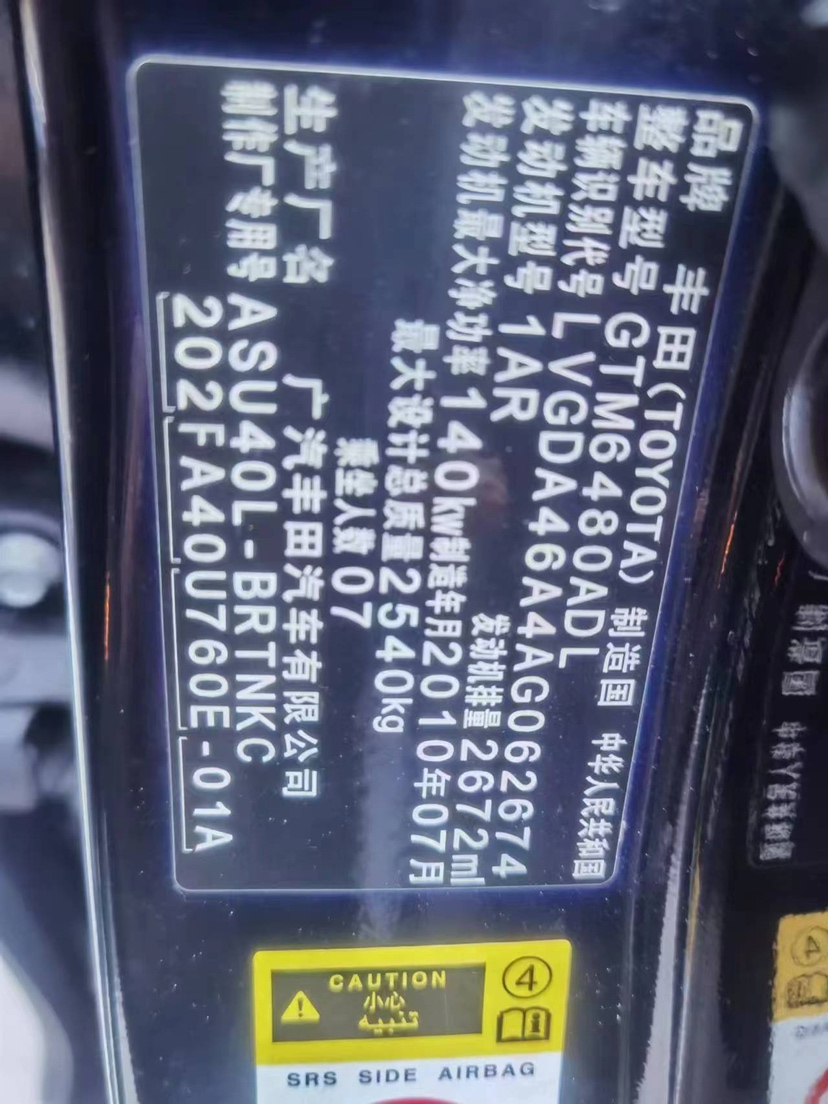 品牌 丰田(TOYOTA) 制造国 中华人民共和国
整车型号 GTM6480ADL
车辆识别代号 LVGDA46A4AG062674
发动机型号 1AR 发动机排量 2672ml
发动机最大净功率 140kw 制造年月 2010年07月
最大设计总质量 2540kg
乘坐人数 07
生产厂名 广汽丰田汽车有限公司
制作厂专用号 ASU40L-BRTNKC
202FA40U760E-01A
CAUTION
小心
تنبيه
4
SRS SIDE AIRBAG
4